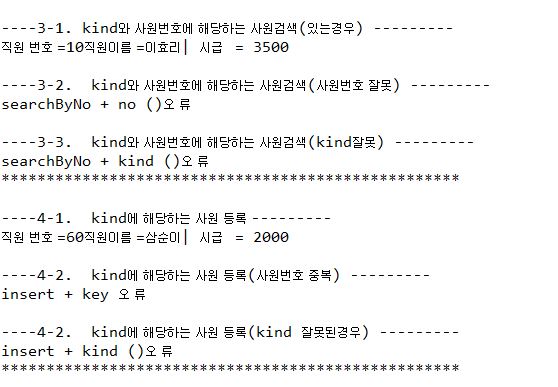 ----3-1. kind와 사원번호에 해당하는 사원검색(있는경우) ---------
직원 번호 =10직원이름 =이효리| 시급  = 3500
----3-2.  kind와 사원번호에 해당하는 사원검색(사원번호 잘못) ---------
searchByNo + no ()오류
----3-3.  kind와 사원번호에 해당하는 사원검색(kind잘못) ---------
searchByNo + kind ()오류
***************************************************
----4-1.  kind에 해당하는 사원 등록 ---------
직원 번호 =60직원이름 =삼순이| 시급  = 2000
----4-2.  kind에 해당하는 사원 등록(사원번호 중복) ---------
insert + key 오류
----4-2.  kind에 해당하는 사원 등록(kind 잘못된경우) ---------
insert + kind ()오류
***************************************************